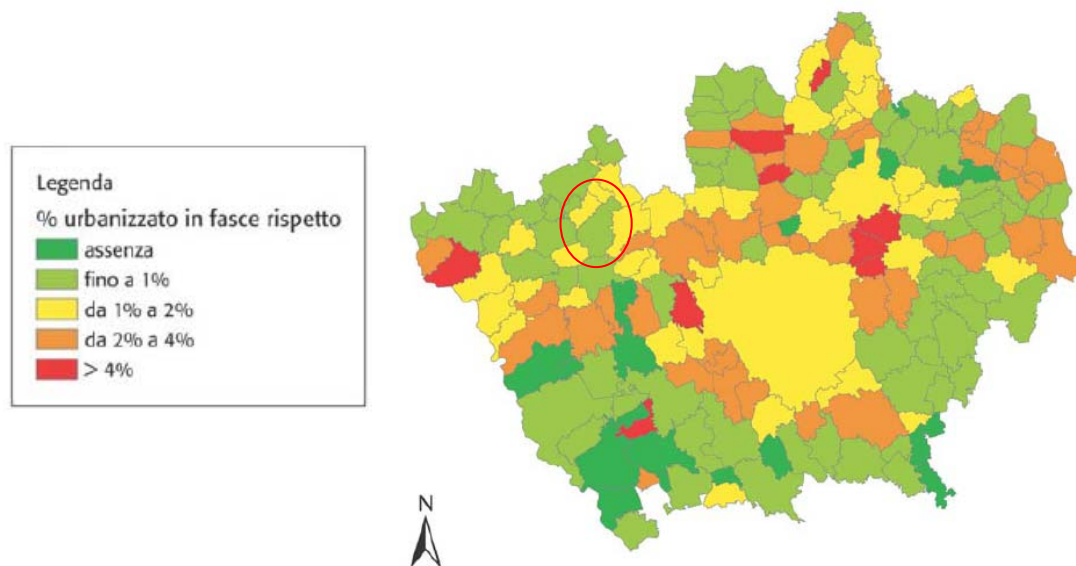 Legenda
% urbanizzato in fasce rispetto
assenza
fino a 1%
da 1% a 2%
da 2% a 4%
> 4%
N